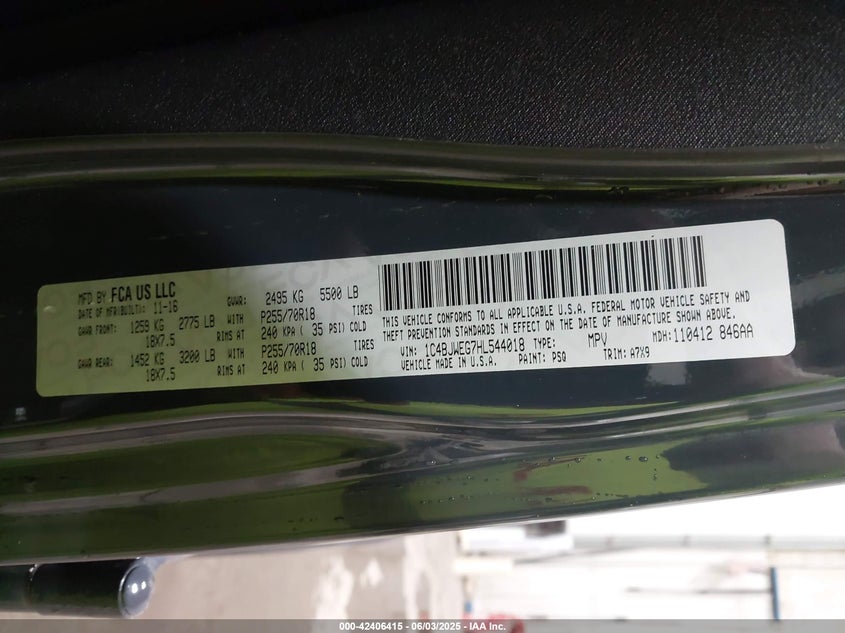 MFD BY FCA US LLC
DATE OF MFR(BUILT): 11-16 GVWR: 2495 KG 5500 LB
GAWR FRONT: 1259 KG 2775 LB WITH P255/70R18 TIRES
18X7.5 RIMS AT 240 KPA ( 35 PSI) COLD
GAWR REAR: 1452 KG 3200 LB WITH P255/70R18 TIRES
18X7.5 RIMS AT 240 KPA ( 35 PSI) COLD
THIS VEHICLE CONFORMS TO ALL APPLICABLE U.S.A. FEDERAL MOTOR VEHICLE SAFETY AND
THEFT PREVENTION STANDARDS IN EFFECT ON THE DATE OF MANUFACTURE SHOWN ABOVE.
VIN: 1C4BJWEG7HL544018 TYPE: MPV MDH: 110412 846AA
VEHICLE MADE IN U.S.A. PAINT: PSQ TRIM: A7X9
000-42406415 - 06/03/2025 - IAA Inc.